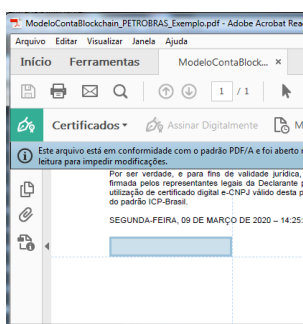 ModeloContaBlockchain_PETROBRAS_Exemplo.pdf - Adobe Acrobat Rea
Arquivo Editar Visualizar Janela Ajuda
Início Ferramentas ModeloContaBlock... ×
1 / 1
Certificados Assinar Digitalmente M
Este arquivo está em conformidade com o padrão PDF/A e foi aberto
leitura para impedir modificações.
Por ser verdade, e para fins de validade jurídica,
firmada pelos representantes legais da Declarante
utilização de certificado digital e-CNPJ válido desta
do padrão ICP-Brasil.
SEGUNDA-FEIRA, 09 DE MARÇO DE 2020 – 14:25: